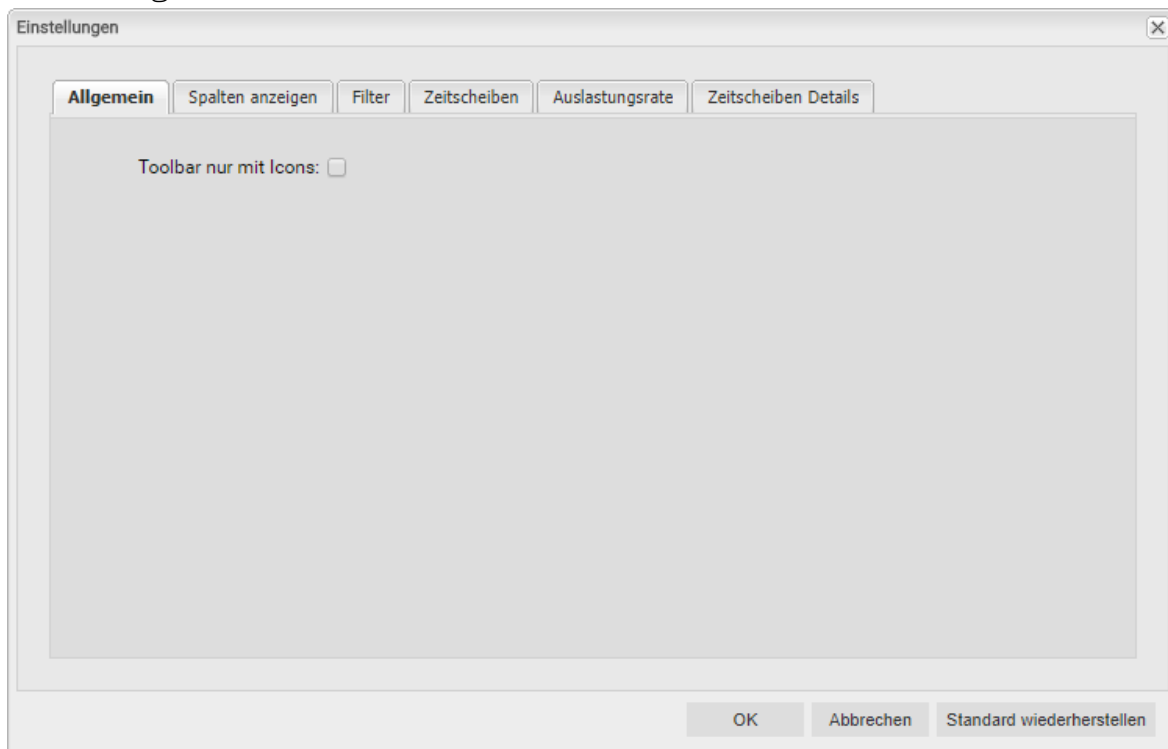 Einstellungen
Allgemein Spalten anzeigen Filter Zeitscheiben Auslastungsrate Zeitscheiben Details
Toolbar nur mit Icons:
OK Abbrechen Standard wiederherstellen